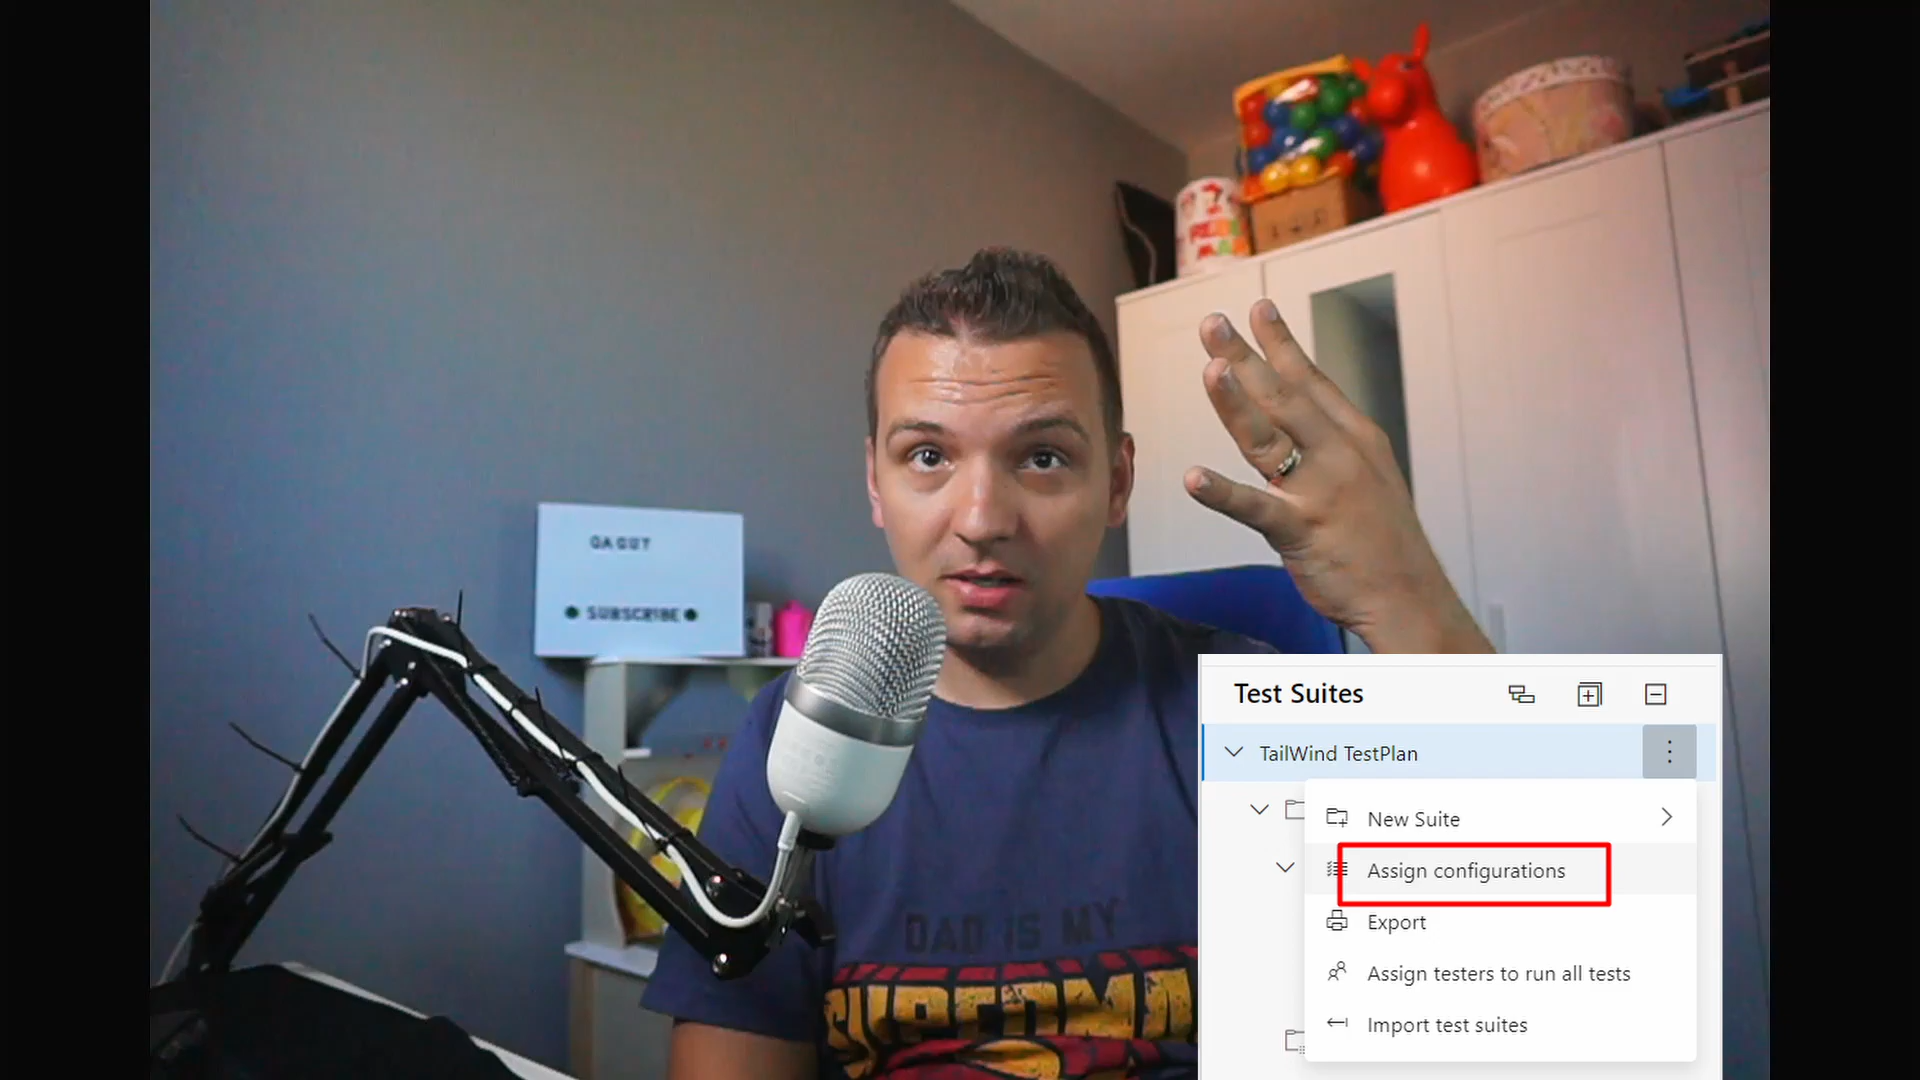 QA GUY
● SUBSCRIBE ●
DAD IS MY
SUPERMA
Test Suites
TailWind TestPlan
New Suite
Assign configurations
Export
Assign testers to run all tests
Import test suites